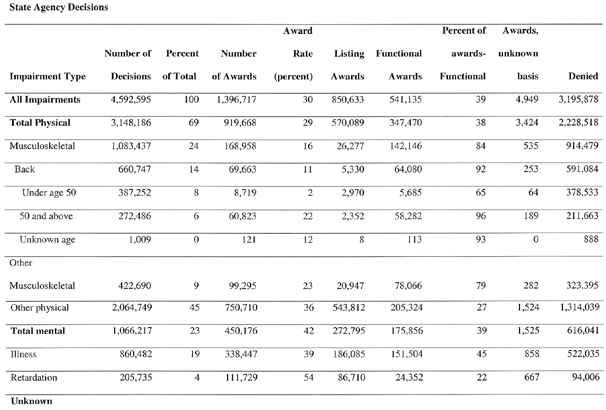 State Agency Decisions
Award Percent of Awards,
Number of Percent Number Rate Listing Functional awards- unknown
Impairment Type Decisions of Total of Awards (percent) Awards Awards Functional basis Denied
All Impairments 4,592,595 100 1,396,717 30 850,633 541,135 39 4,949 3,195,878
Total Physical 3,148,186 69 919,668 29 570,089 347,470 38 3,424 2,228,518
Musculoskeletal 1,083,437 24 168,958 16 26,277 142,146 84 535 914,479
Back 660,747 14 69,663 11 5,330 64,080 92 253 591,084
Under age 50 387,252 8 8,719 2 2,970 5,685 65 64 378,533
50 and above 272,486 6 60,823 22 2,352 58,282 96 189 211,663
Unknown age 1,009 0 121 12 8 113 93 0 888
Other
Musculoskeletal 422,690 9 99,295 23 20,947 78,066 79 282 323,395
Other physical 2,064,749 45 750,710 36 543,812 205,324 27 1,524 1,314,039
Total mental 1,066,217 23 450,176 42 272,795 175,856 39 1,525 616,041
Illness 860,482 19 338,447 39 186,085 151,504 45 858 522,035
Retardation 205,735 4 111,729 54 86,710 24,352 22 667 94,006
Unknown